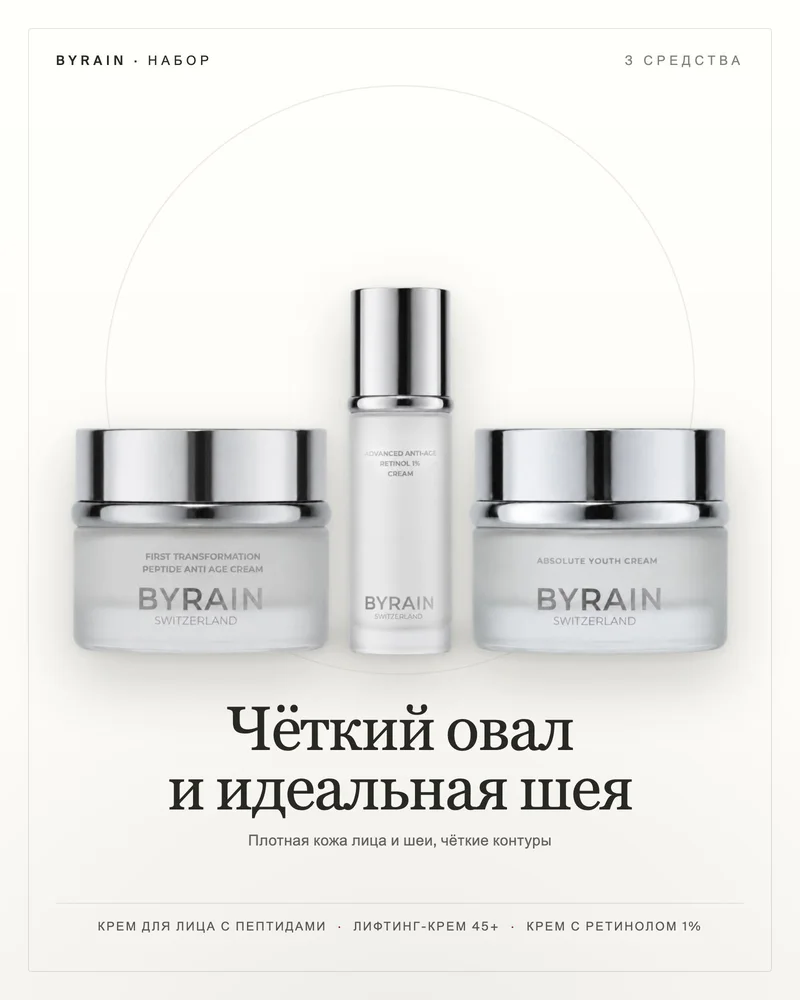 BYRAIN · НАБОР
3 СРЕДСТВА
ADVANCED ANTI-AGE
RETINOL 1%
CREAM
FIRST TRANSFORMATION
PEPTIDE ANTI AGE CREAM
BYRAIN
SWITZERLAND
BYRAIN
SWITZERLAND
ABSOLUTE YOUTH CREAM
BYRAIN
SWITZERLAND
Чёткий овал
и идеальная шея
Плотная кожа лица и шеи, чёткие контуры
КРЕМ ДЛЯ ЛИЦА С ПЕПТИДАМИ · ЛИФТИНГ-КРЕМ 45+ · КРЕМ С РЕТИНОЛОМ 1%